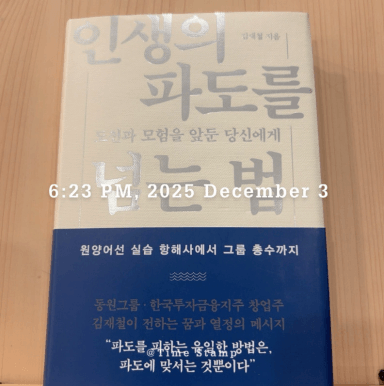 인생의
김재철 지음
파도를
도전과 모험을 앞둔 당신에게
넘는 법
6:23 PM, 2025 December 3
원양어선 실습 항해사에서 그룹 총수까지
동원그룹·한국투자금융지주 창업주
김재철이 전하는 꿈과 열정의 메시지
@Time Stamp
“파도를 피하는 유일한 방법은,
파도에 맞서는 것뿐이다”